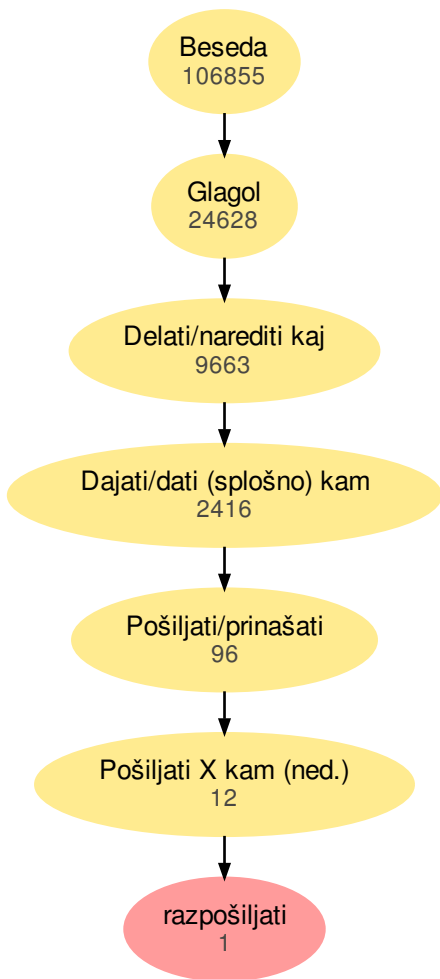 Beseda
106855
Glagol
24628
Delati/narediti kaj
9663
Dajati/dati (splošno) kam
2416
Pošiljati/prinašati
96
Pošiljati X kam (ned.)
12
razpošiljati
1